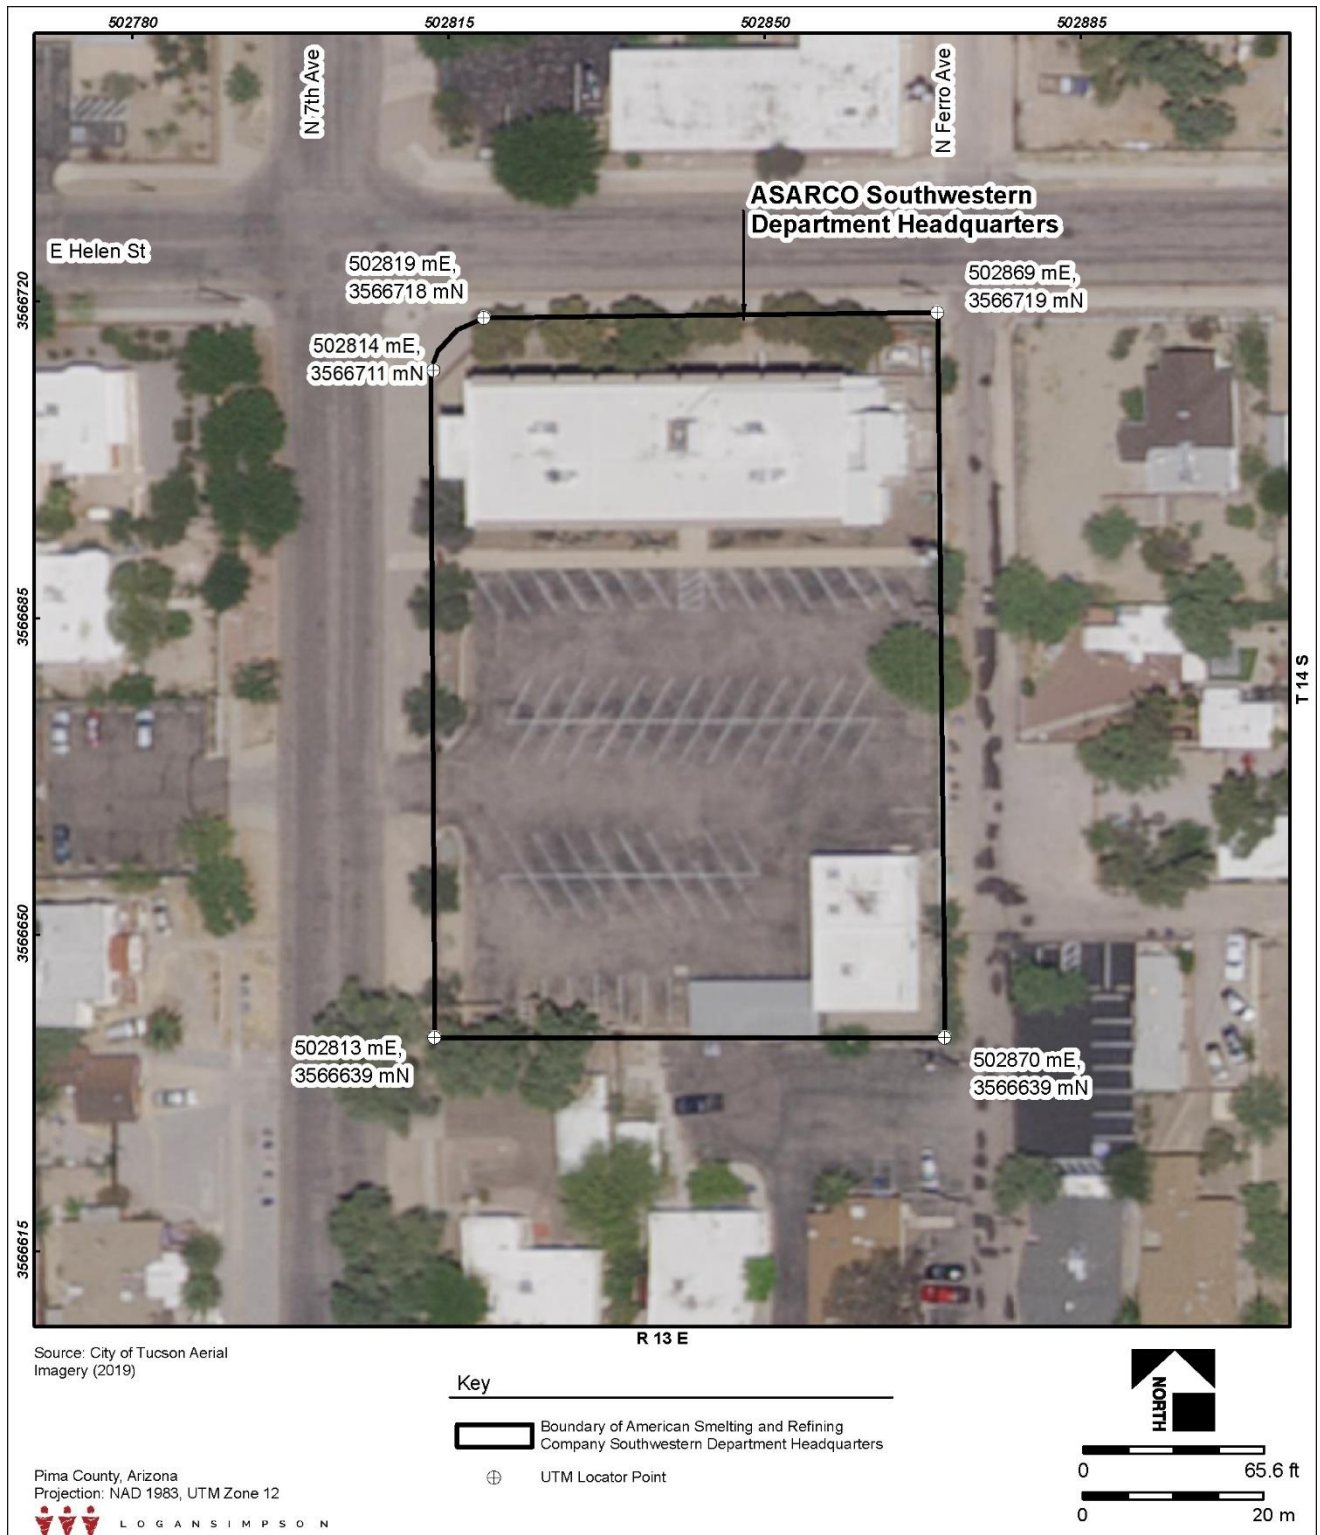 502780
502815
502850
502885
N 7th Ave
N Ferro Ave
ASARCO Southwestern
Department Headquarters
E Helen St
502819 mE,
3566718 mN
502869 mE,
3566719 mN
3566720
502814 mE,
3566711 mN
3566685
T 14 S
3566650
502813 mE,
3566639 mN
502870 mE,
3566639 mN
3566615
R 13 E
Source: City of Tucson Aerial
Imagery (2019)
Key
Boundary of American Smelting and Refining
Company Southwestern Department Headquarters
UTM Locator Point
NORTH
0 65.6 ft
0 20 m
Pima County, Arizona
Projection: NAD 1983, UTM Zone 12
LOGANSIMPSON